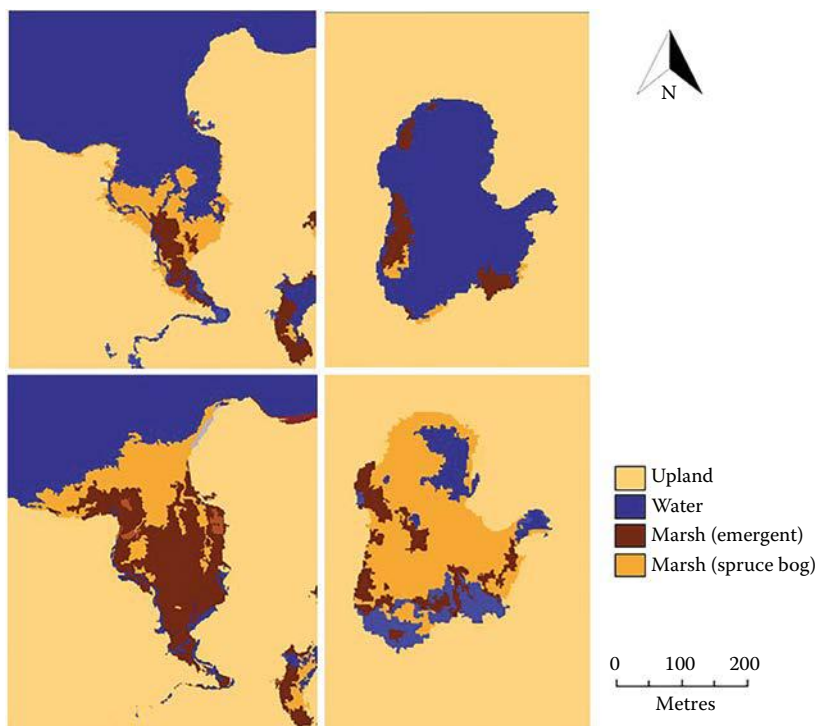 N
Upland
Water
Marsh (emergent)
Marsh (spruce bog)
0 100 200
Metres